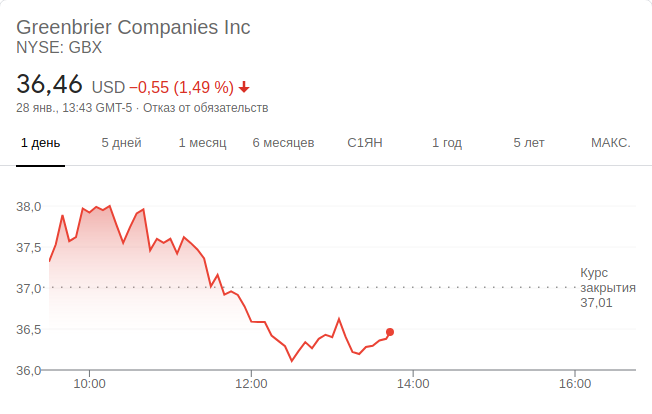 Greenbrier Companies Inc
NYSE: GBX
36,46 USD −0,55 (1,49 %)
28 янв., 13:43 GMT-5 · Отказ от обязательств
1 день 5 дней 1 месяц 6 месяцев С1ЯН 1 год 5 лет МАКС.
38,0
37,5
37,0
36,5
36,0
Курс
закрытия
37,01
10:00 12:00 14:00 16:00